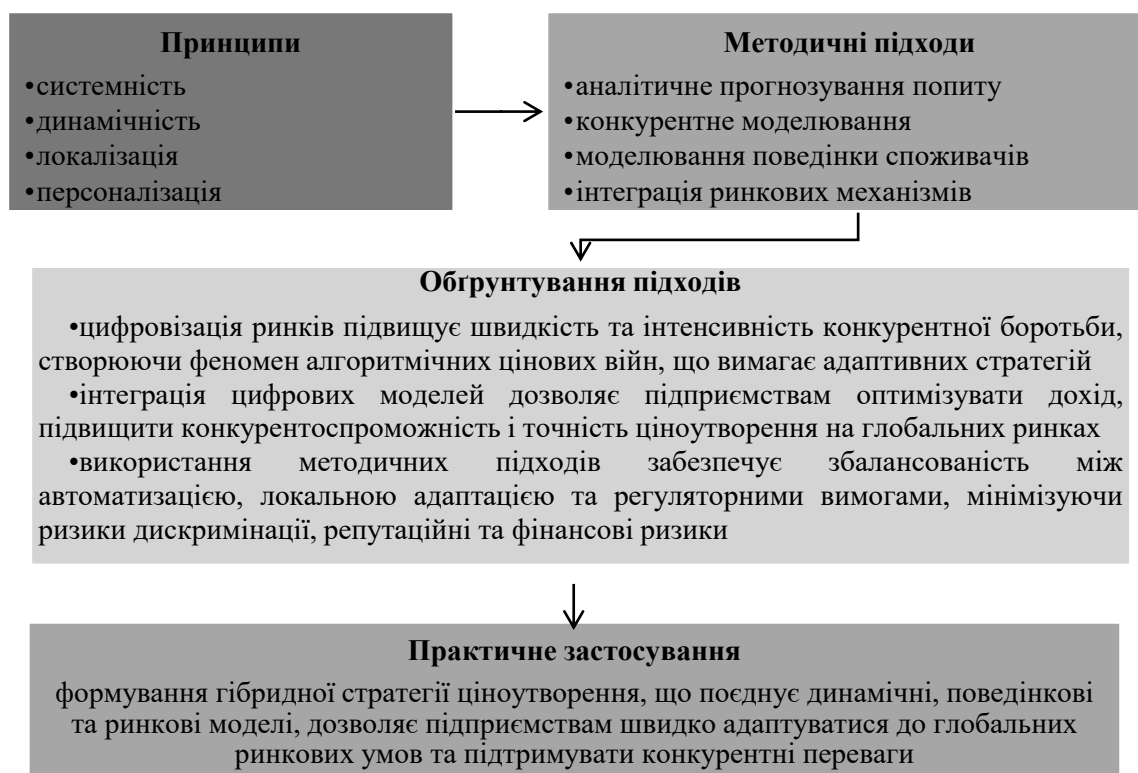 Принципи
•системність
•динамічність
•локалізація
•персоналізація
Методичні підходи
•аналітичне прогнозування попиту
•конкурентне моделювання
•моделювання поведінки споживачів
•інтеграція ринкових механізмів
Обґрунтування підходів
•цифровізація ринків підвищує швидкість та інтенсивність конкурентної боротьби,
створюючи феномен алгоритмічних цінових війн, що вимагає адаптивних стратегій
•інтеграція цифрових моделей дозволяє підприємствам оптимізувати дохід,
підвищити конкурентоспроможність і точність ціноутворення на глобальних ринках
•використання методичних підходів забезпечує збалансованість між
автоматизацією, локальною адаптацією та регуляторними вимогами, мінімізуючи
ризики дискримінації, репутаційні та фінансові ризики
Практичне застосування
формування гібридної стратегії ціноутворення, що поєднує динамічні, поведінкові
та ринкові моделі, дозволяє підприємствам швидко адаптуватися до глобальних
ринкових умов та підтримувати конкурентні переваги